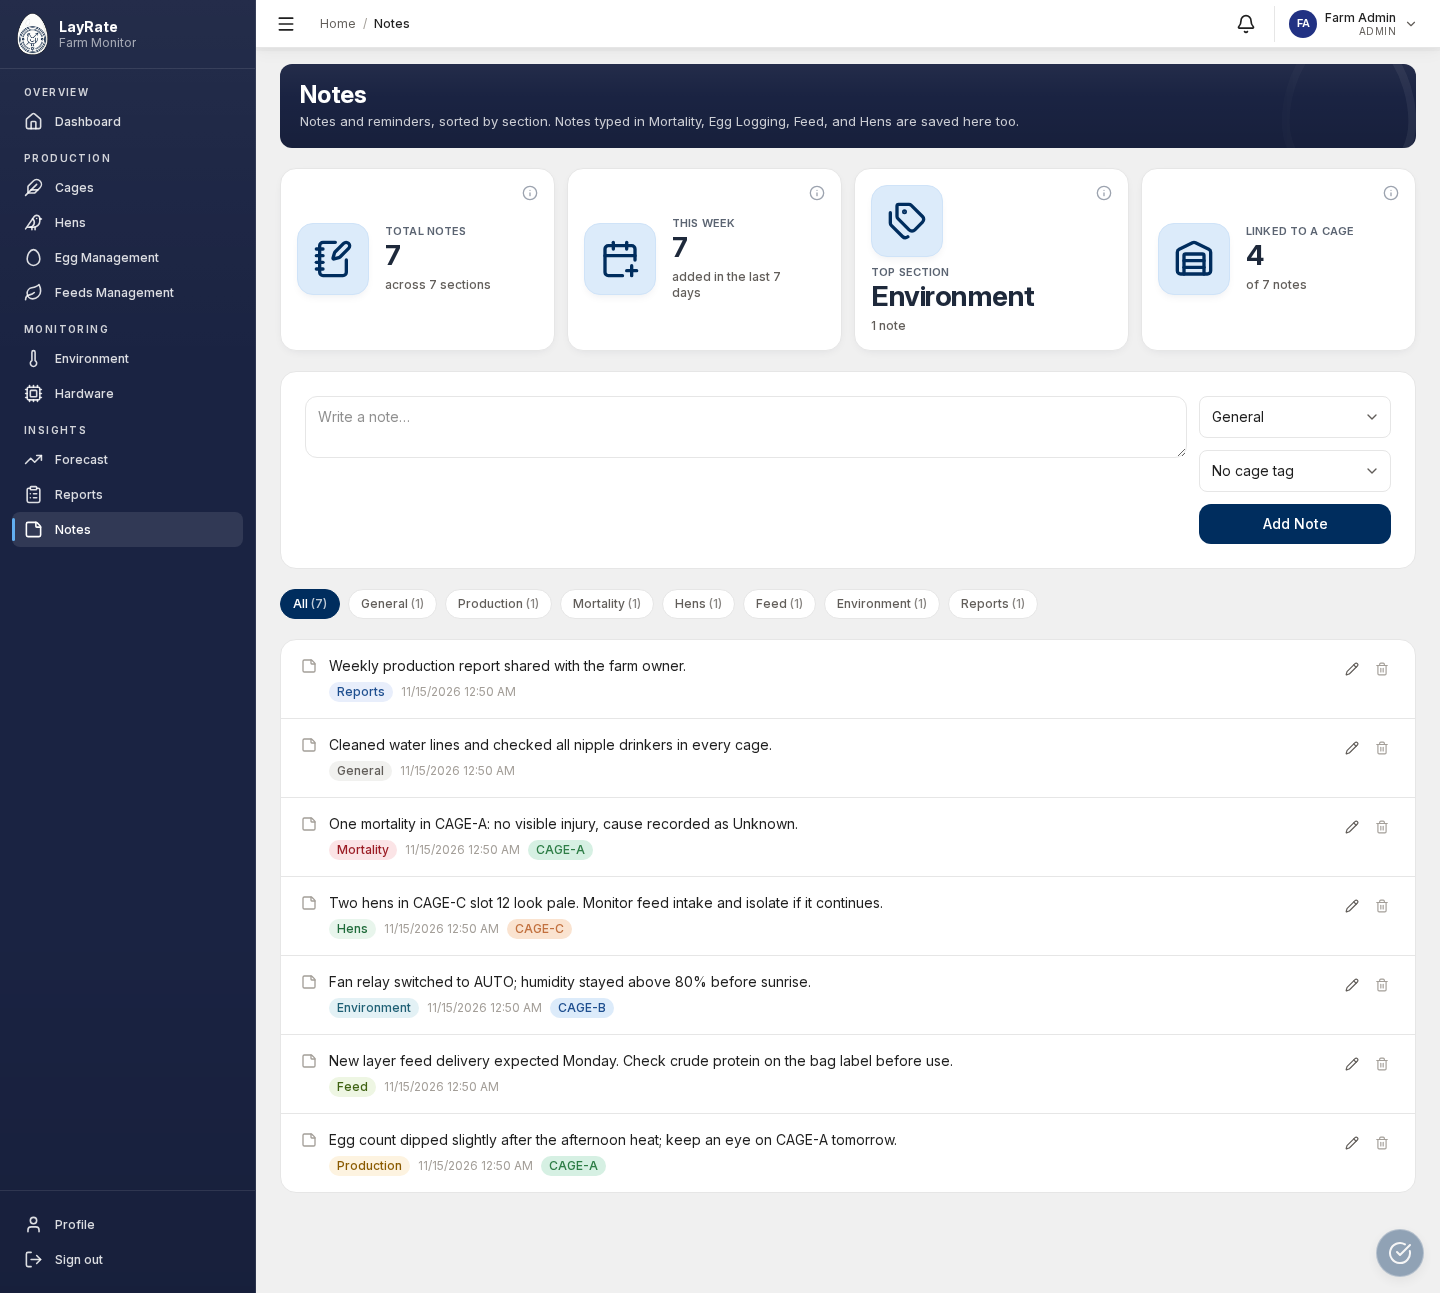 LayRate
Farm Monitor
OVERVIEW
Dashboard
PRODUCTION
Cages
Hens
Egg Management
Feeds Management
MONITORING
Environment
Hardware
INSIGHTS
Forecast
Reports
Notes
Profile
Sign out
Home / Notes
FA
Farm Admin
ADMIN
Notes
Notes and reminders, sorted by section. Notes typed in Mortality, Egg Logging, Feed, and Hens are saved here too.
TOTAL NOTES
7
across 7 sections
THIS WEEK
7
added in the last 7
days
TOP SECTION
Environment
1 note
LINKED TO A CAGE
4
of 7 notes
Write a note...
General
No cage tag
Add Note
All (7)
General (1)
Production (1)
Mortality (1)
Hens (1)
Feed (1)
Environment (1)
Reports (1)
Weekly production report shared with the farm owner.
Reports 11/15/2026 12:50 AM
Cleaned water lines and checked all nipple drinkers in every cage.
General 11/15/2026 12:50 AM
One mortality in CAGE-A: no visible injury, cause recorded as Unknown.
Mortality 11/15/2026 12:50 AM CAGE-A
Two hens in CAGE-C slot 12 look pale. Monitor feed intake and isolate if it continues.
Hens 11/15/2026 12:50 AM CAGE-C
Fan relay switched to AUTO; humidity stayed above 80% before sunrise.
Environment 11/15/2026 12:50 AM CAGE-B
New layer feed delivery expected Monday. Check crude protein on the bag label before use.
Feed 11/15/2026 12:50 AM
Egg count dipped slightly after the afternoon heat; keep an eye on CAGE-A tomorrow.
Production 11/15/2026 12:50 AM CAGE-A